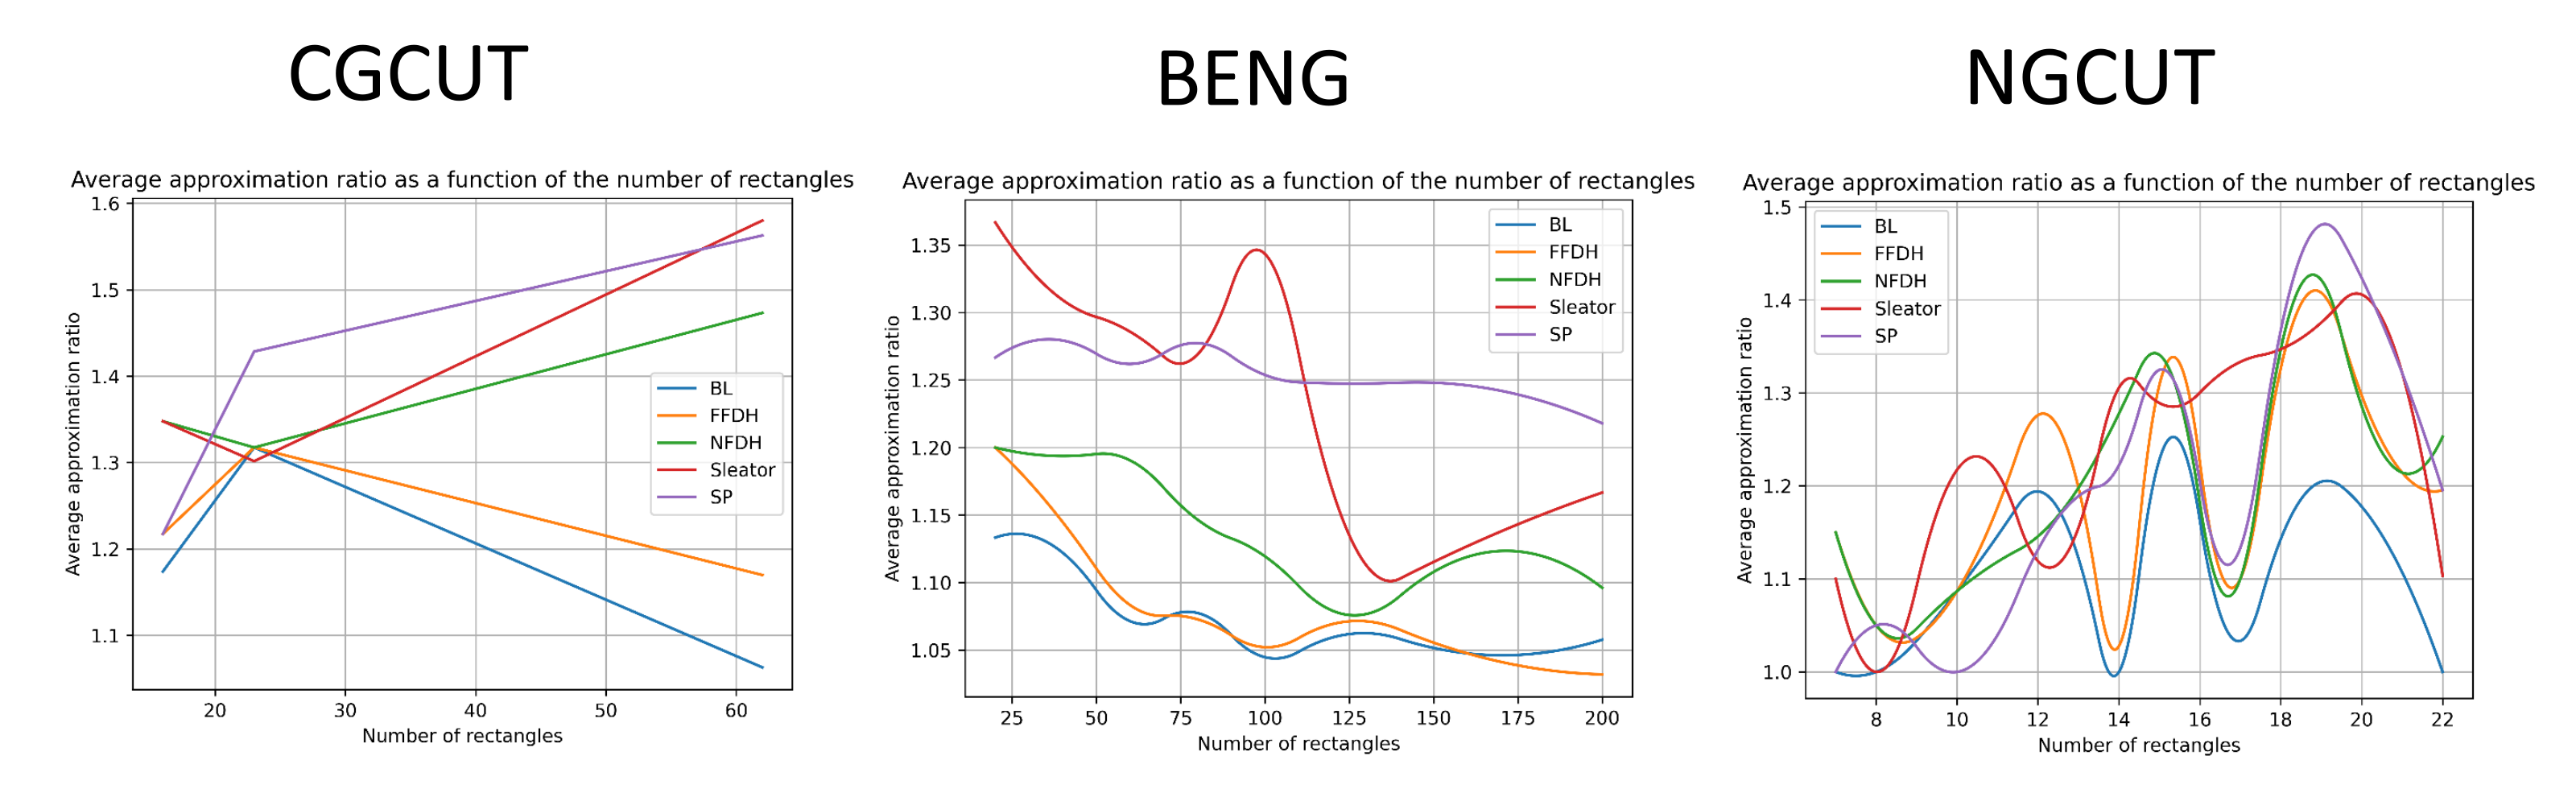 CGCUT
BENG
NGCUT
Average approximation ratio as a function of the number of rectangles
Average approximation ratio
1.6
1.5
1.4
1.3
1.2
1.1
BL
FFDH
NFDH
Sleator
SP
20 30 40 50 60
Number of rectangles
Average approximation ratio as a function of the number of rectangles
Average approximation ratio
1.35
1.30
1.25
1.20
1.15
1.10
1.05
BL
FFDH
NFDH
Sleator
SP
25 50 75 100 125 150 175 200
Number of rectangles
Average approximation ratio as a function of the number of rectangles
Average approximation ratio
1.5
1.4
1.3
1.2
1.1
1.0
BL
FFDH
NFDH
Sleator
SP
8 10 12 14 16 18 20 22
Number of rectangles